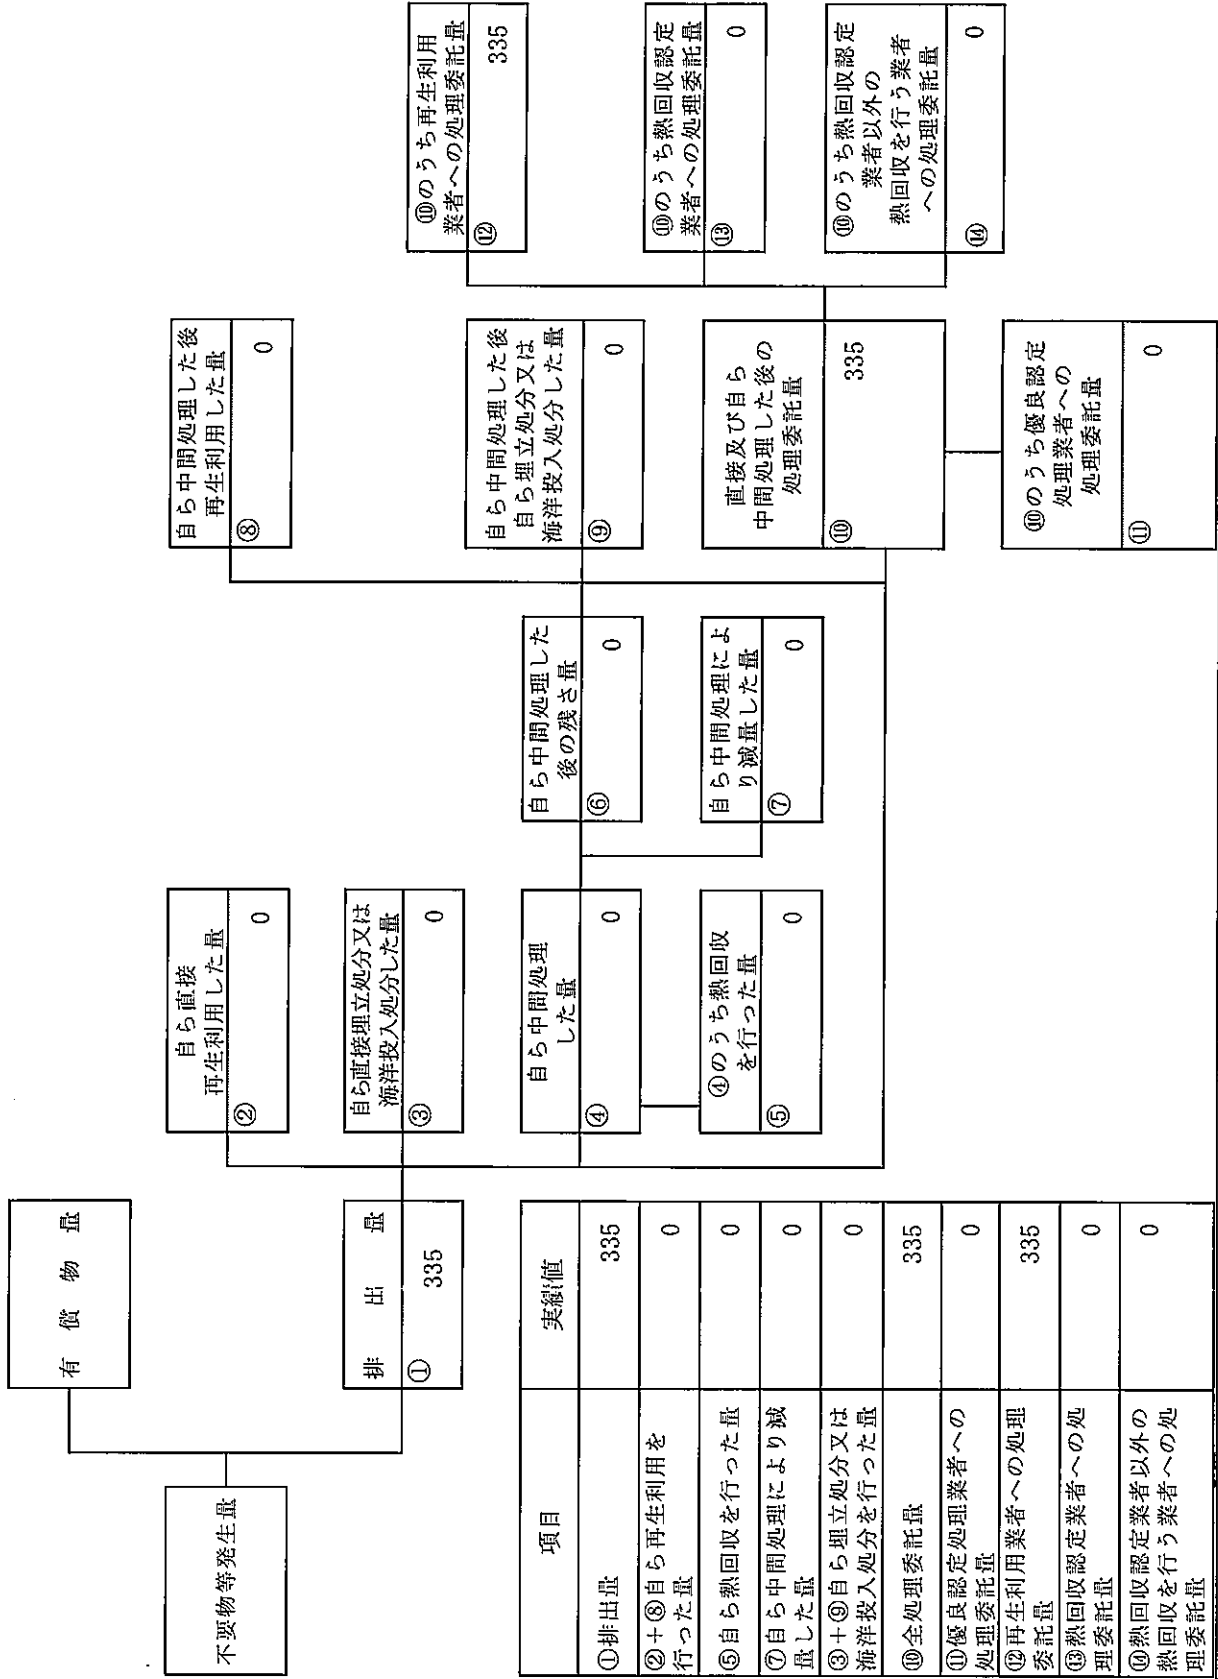 不要物等発生量
有償物量
排出量
① 335
自ら直接
再生利用した量
② 0
自ら直接埋立処分又は
海洋投入処分した量
③ 0
自ら中間処理
した量
④ 0
④のうち熱回収
を行った量
⑤ 0
自ら中間処理した
後の残さ量
⑥ 0
自ら中間処理によ
り減量した量
⑦ 0
自ら中間処理した後
再生利用した量
⑧ 0
自ら中間処理した後
自ら埋立処分又は
海洋投入処分した量
⑨ 0
直接及び自ら
中間処理した後の
処理委託量
⑩ 335
⑩のうち優良認定
処理業者への
処理委託量
⑪ 0
⑩のうち再生利用
業者への処理委託量
⑫ 335
⑩のうち熱回収認定
業者への処理委託量
⑬ 0
⑩のうち熱回収認定
業者以外の
熱回収を行う業者
への処理委託量
⑭ 0
項目 実績値
①排出量 335
②+⑧自ら再生利用を
行った量 0
⑤自ら熱回収を行った量 0
⑦自ら中間処理により減
量した量 0
③+⑨自ら埋立処分又は
海洋投入処分を行った量 0
⑩全処理委託量 335
⑪優良認定処理業者への
処理委託量 0
⑫再生利用業者への処理
委託量 335
⑬熱回収認定業者への処
理委託量 0
⑭熱回収認定業者以外の
熱回収を行う業者への処
理委託量 0